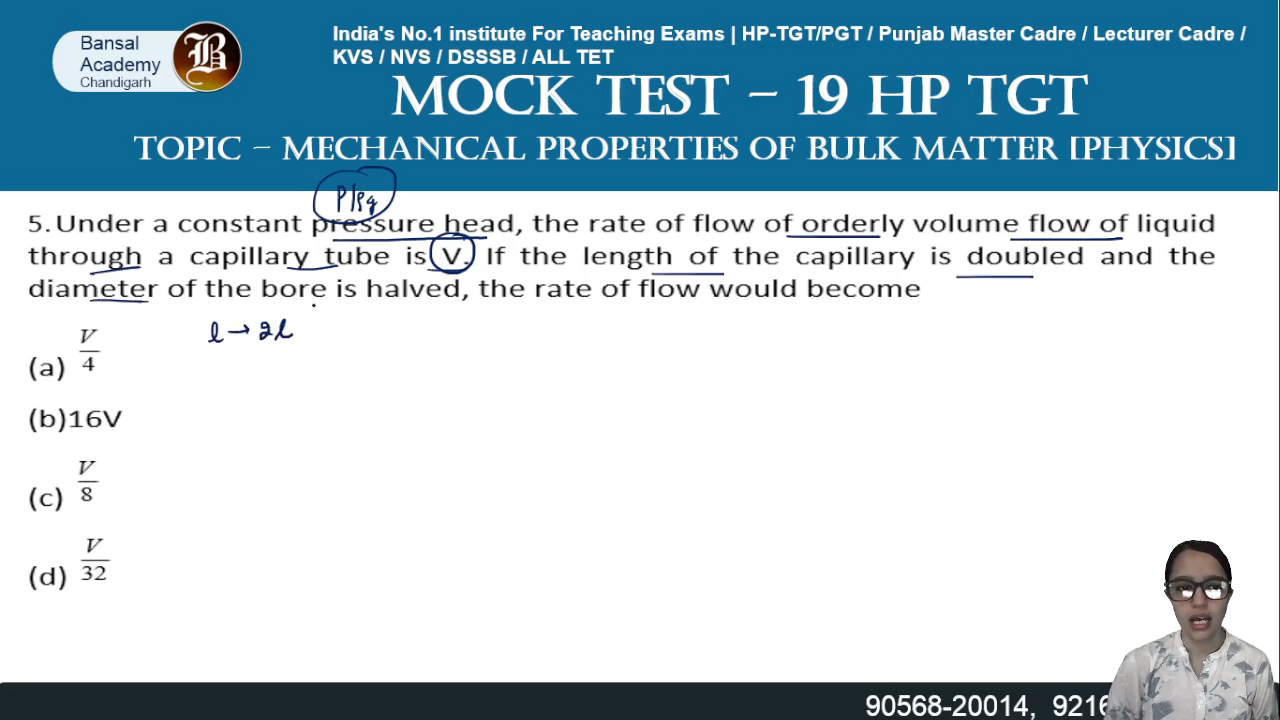 Bansal
Academy
Chandigarh
B
India's No.1 institute For Teaching Exams | HP-TGT/PGT / Punjab Master Cadre / Lecturer Cadre /
KVS / NVS / DSSSB / ALL TET
MOCK TEST – 19 HP TGT
TOPIC – MECHANICAL PROPERTIES OF BULK MATTER [PHYSICS]
P/ρg
5. Under a constant pressure head, the rate of flow of orderly volume flow of liquid
through a capillary tube is V. If the length of the capillary is doubled and the
diameter of the bore is halved, the rate of flow would become
l → 2l
(a) V/4
(b)16V
(c) V/8
(d) V/32
90568-20014, 9216